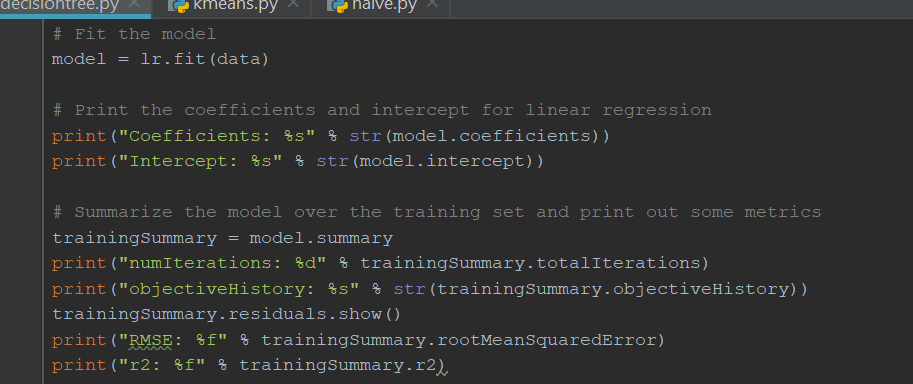 decisiontree.py kmeans.py naive.py
# Fit the model
model = lr.fit(data)
# Print the coefficients and intercept for linear regression
print("Coefficients: %s" % str(model.coefficients))
print("Intercept: %s" % str(model.intercept))
# Summarize the model over the training set and print out some metrics
trainingSummary = model.summary
print("numIterations: %d" % trainingSummary.totalIterations)
print("objectiveHistory: %s" % str(trainingSummary.objectiveHistory))
trainingSummary.residuals.show()
print("RMSE: %f" % trainingSummary.rootMeanSquaredError)
print("r2: %f" % trainingSummary.r2)